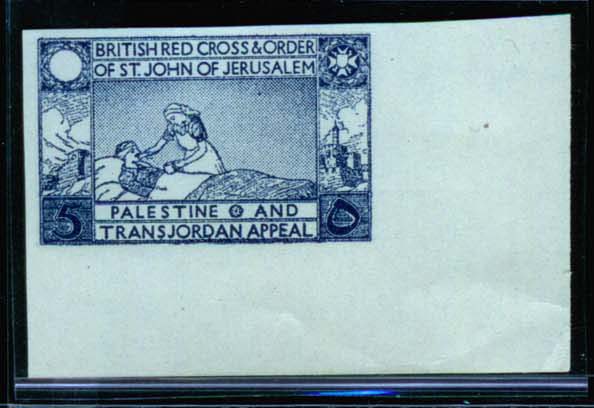 BRITISH RED CROSS & ORDER
OF ST. JOHN OF JERUSALEM
PALESTINE AND
5 TRANSJORDAN APPEAL ٥